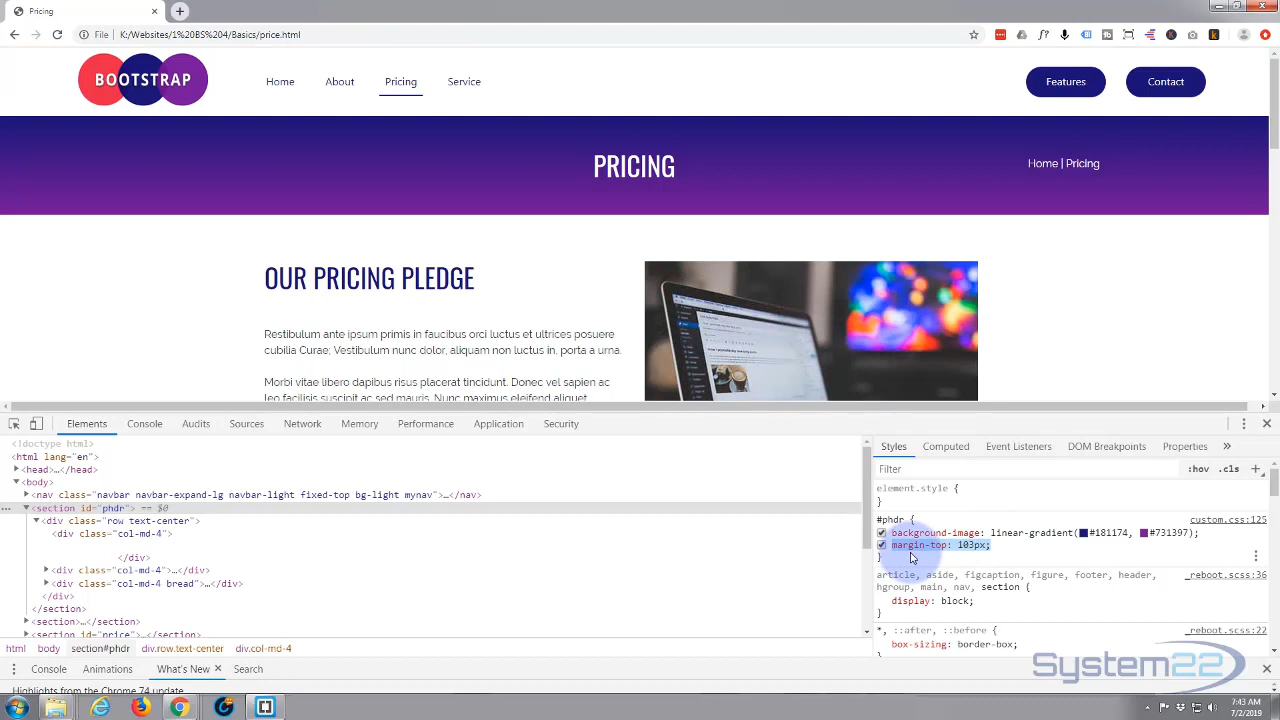 Pricing
File | K:/Websites/1%20BS%204/Basics/price.html
BOOTSTRAP Home About Pricing Service Features Contact
PRICING
Home | Pricing
OUR PRICING PLEDGE
Restibulum ante ipsum primis in faucibus orci luctus et ultrices posuere
cubilia Curae; Vestibulum nunc dolor, aliquam non luctus in, porta a urna.
Morbi vitae libero dapibus risus placerat tincidunt. Donec vel sapien ac
leo facilisis suscipit ac sed mauris. Nunc maximus eleifend aliquet
Elements Console Audits Sources Network Memory Performance Application Security
<!doctype html>
<html lang="en">
<head>…</head>
<body>
<nav class="navbar navbar-expand-lg navbar-light fixed-top bg-light mynav">…</nav>
<section id="phdr"> == $0
<div class="row text-center">
<div class="col-md-4">
</div>
<div class="col-md-4">…</div>
<div class="col-md-4 bread">…</div>
</div>
</section>
<section>…</section>
<section id="price">…</section>
html body section#phdr div.row.text-center div.col-md-4
Styles Computed Event Listeners DOM Breakpoints Properties »
Filter :hov .cls +
element.style {
}
#phdr { custom.css:125
background-image: linear-gradient(#181174, #731397);
margin-top: 103px;
}
article, aside, figcaption, figure, footer, header, _reboot.scss:36
hgroup, main, nav, section {
display: block;
}
*, ::after, ::before { _reboot.scss:22
box-sizing: border-box;
Console Animations What's New Search
Highlights from the Chrome 74 update
System22
7:43 AM
7/2/2019